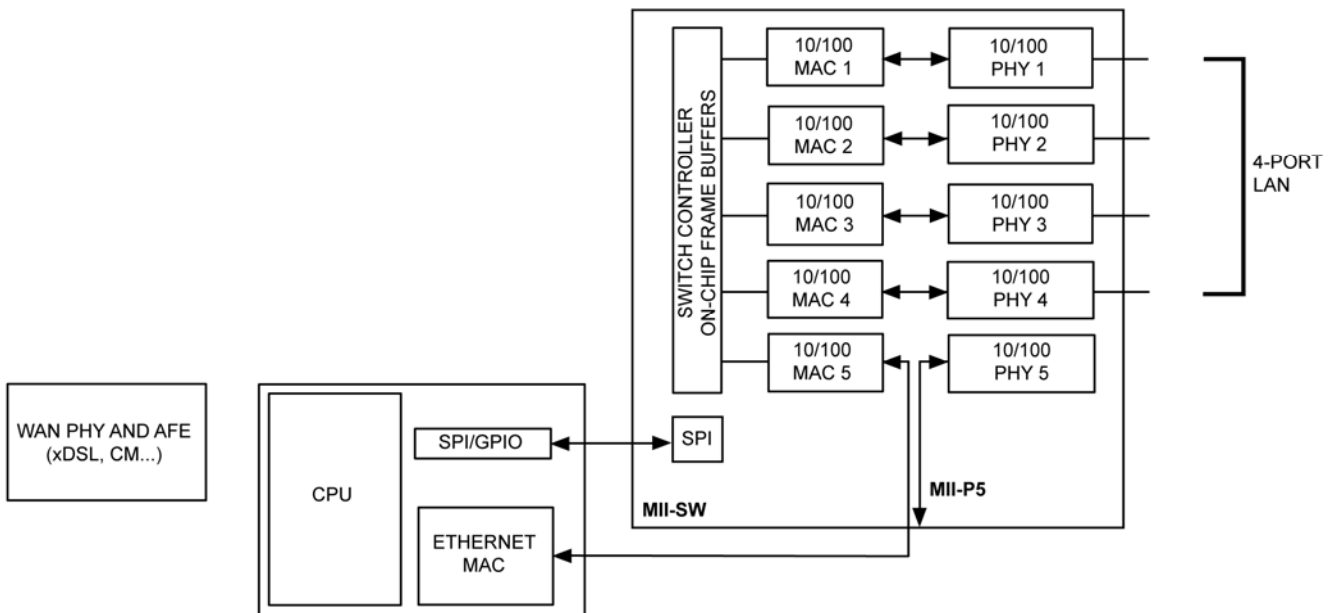 10/100
MAC 1
10/100
PHY 1
10/100
MAC 2
10/100
PHY 2
10/100
MAC 3
10/100
PHY 3
10/100
MAC 4
10/100
PHY 4
10/100
MAC 5
10/100
PHY 5
SWITCH CONTROLLER
ON-CHIP FRAME BUFFERS
4-PORT
LAN
WAN PHY AND AFE
(xDSL, CM...)
CPU
SPI/GPIO
SPI
ETHERNET
MAC
MII-SW
MII-P5